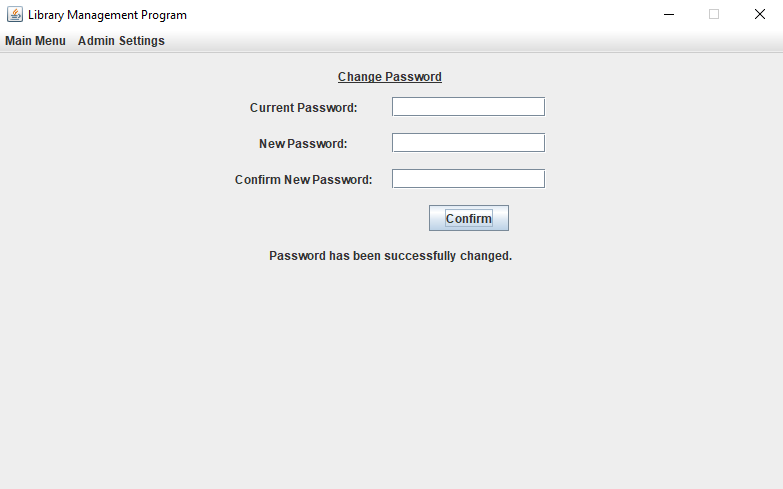 Library Management Program
Main Menu Admin Settings
Change Password
Current Password:
New Password:
Confirm New Password:
Confirm
Password has been successfully changed.